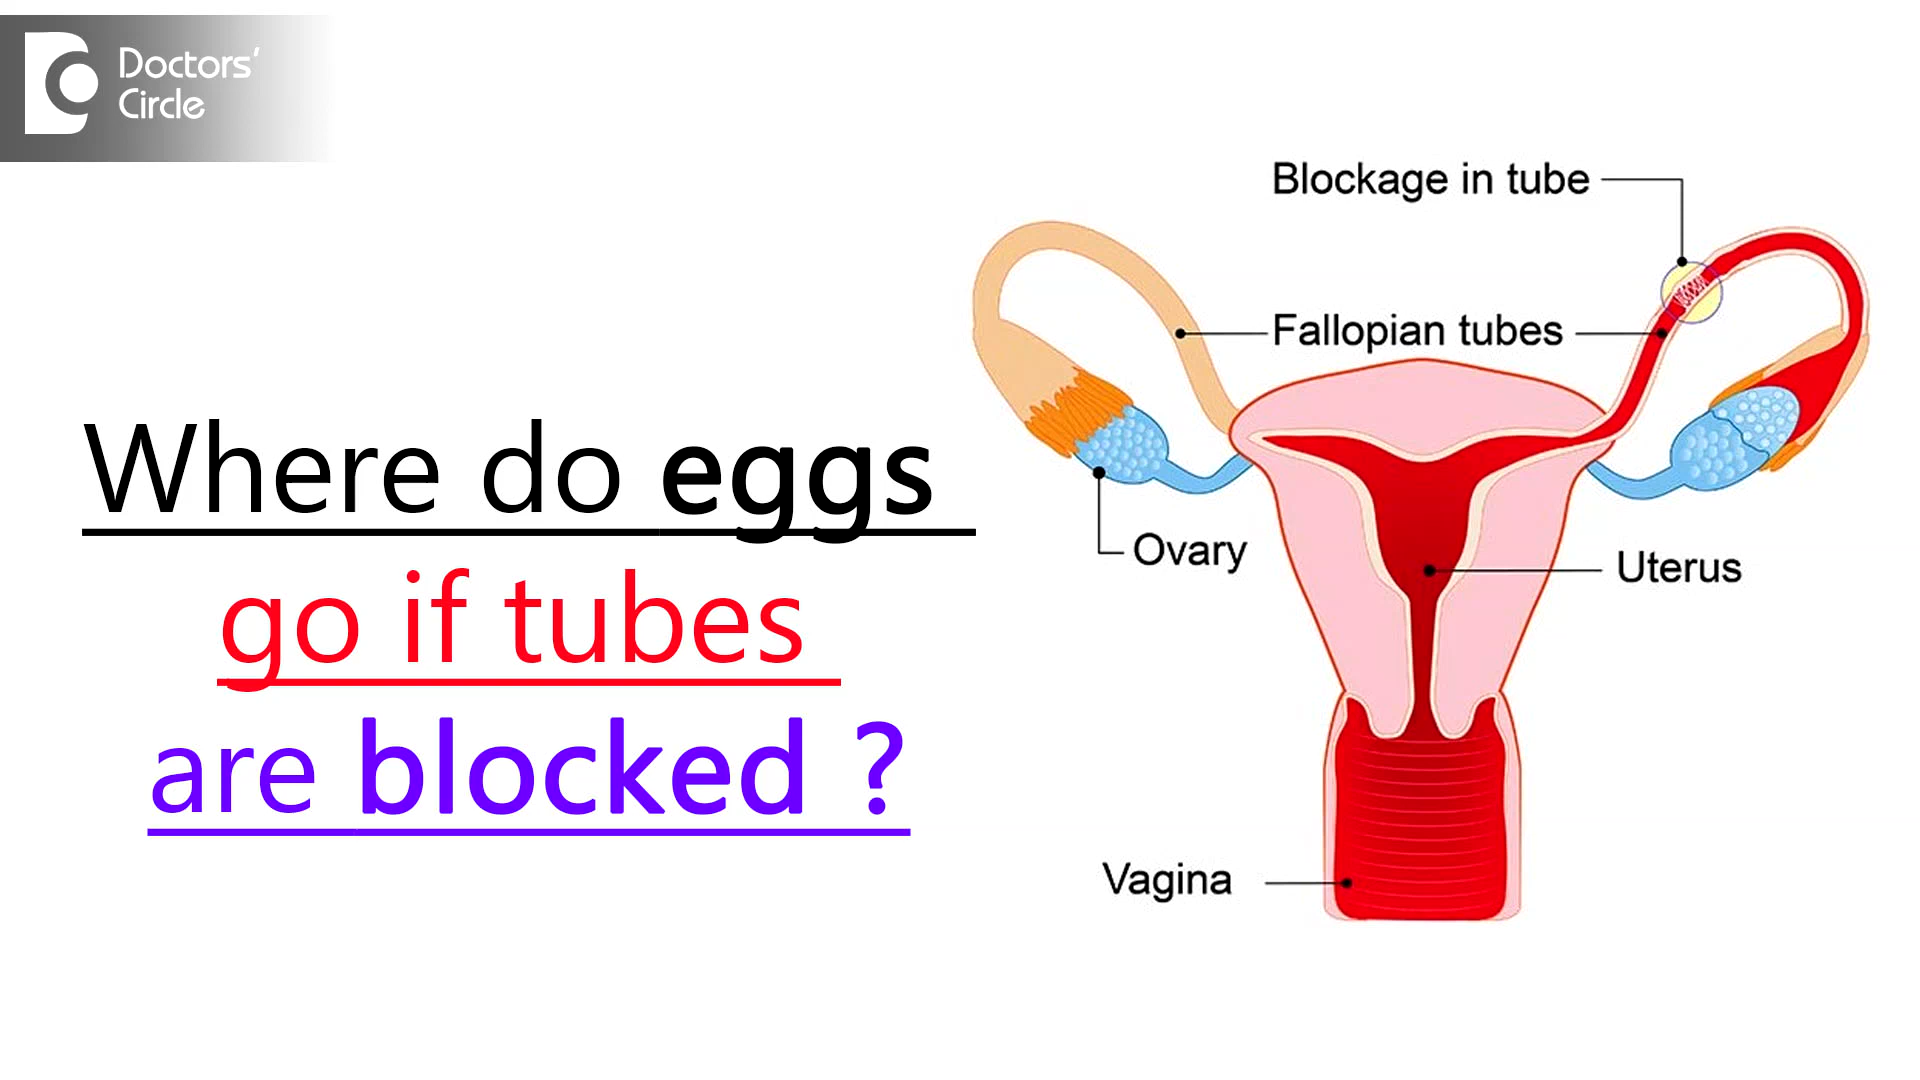 Doctors'
Circle
Blockage in tube
Fallopian tubes
Where do eggs
go if tubes
are blocked ?
Ovary
Uterus
Vagina